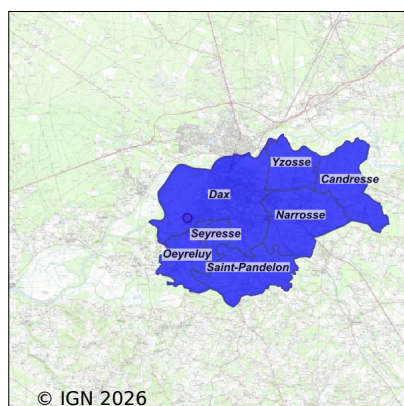 Yzosse
Candresse
Dax
Narrosse
Seyresse
Oeyreluy
Saint-Pandelon
© IGN 2026